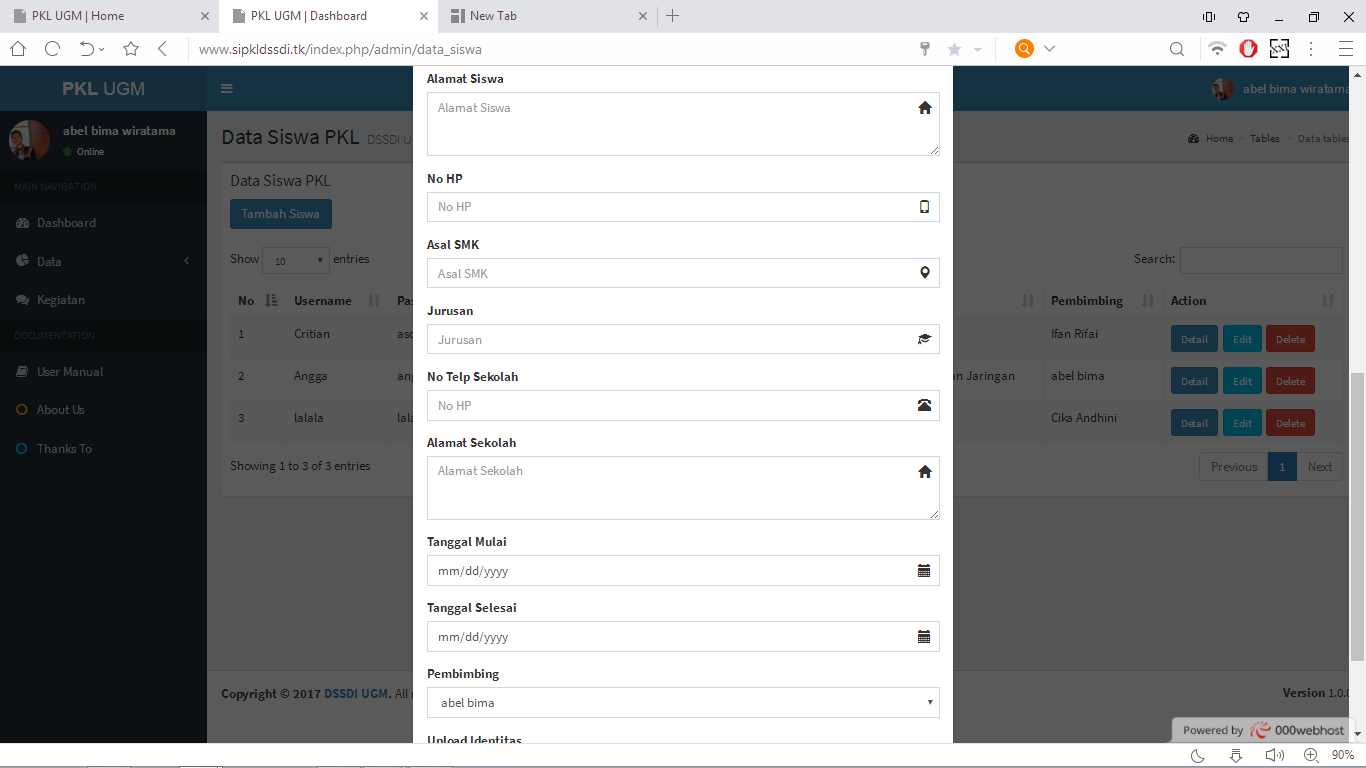 PKL UGM | Home
PKL UGM | Dashboard
New Tab
www.sipkldssdi.tk/index.php/admin/data_siswa
PKL UGM
abel bima wiratama
abel bima wiratama
Online
MAIN NAVIGATION
Dashboard
Data
Kegiatan
DOCUMENTATION
User Manual
About Us
Thanks To
Data Siswa PKL DSSDI
Home > Tables > Data tables
Data Siswa PKL
Tambah Siswa
Show 10 entries
Search:
No Username Pembimbing Action
1 Critian Ifan Rifai Detail Edit Delete
2 Angga an Jaringan abel bima Detail Edit Delete
3 lalala Cika Andhini Detail Edit Delete
Showing 1 to 3 of 3 entries
Previous 1 Next
Alamat Siswa
Alamat Siswa
No HP
No HP
Asal SMK
Asal SMK
Jurusan
Jurusan
No Telp Sekolah
No HP
Alamat Sekolah
Alamat Sekolah
Tanggal Mulai
mm/dd/yyyy
Tanggal Selesai
mm/dd/yyyy
Pembimbing
abel bima
Upload Identitas
Copyright © 2017 DSSDI UGM. All
Version 1.0.0
Powered by 000webhost
90%